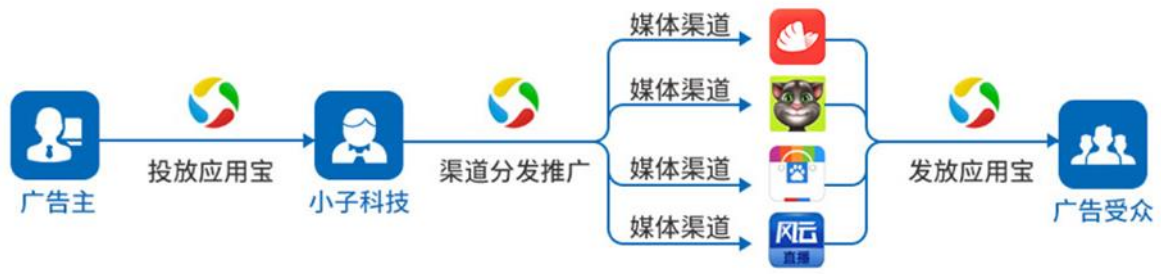 广告主
投放应用宝
小子科技
渠道分发推广
媒体渠道
媒体渠道
媒体渠道
媒体渠道
风云
直播
发放应用宝
广告受众